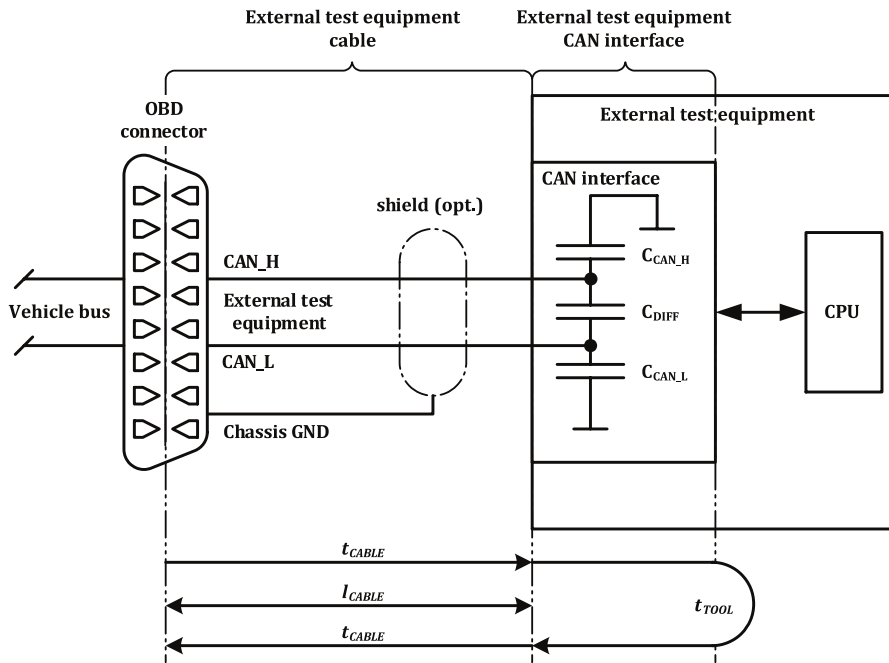 External test equipment
cable
External test equipment
CAN interface
OBD
connector
External test equipment
CAN interface
shield (opt.)
CAN_H
C_CAN_H
Vehicle bus
External test
equipment
C_DIFF
CPU
CAN_L
C_CAN_L
Chassis GND
t_CABLE
l_CABLE
t_TOOL
t_CABLE